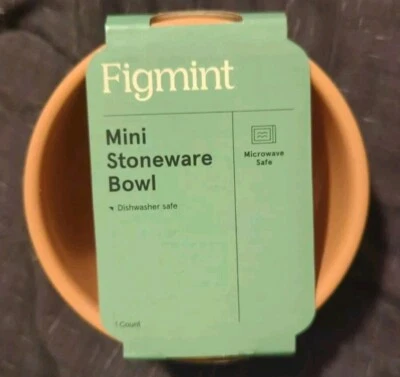 Figmint
Mini
Stoneware
Bowl
Dishwasher safe
Microwave
Safe
1 Count